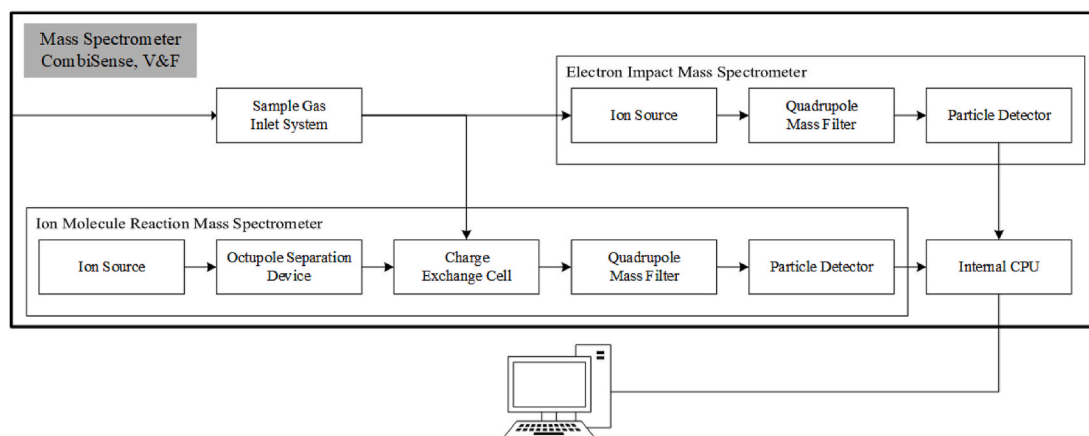 Mass Spectrometer
CombiSense, V&F
Electron Impact Mass Spectrometer
Sample Gas
Inlet System
Ion Source
Quadrupole
Mass Filter
Particle Detector
Ion Molecule Reaction Mass Spectrometer
Ion Source
Octupole Separation
Device
Charge
Exchange Cell
Quadrupole
Mass Filter
Particle Detector
Internal CPU